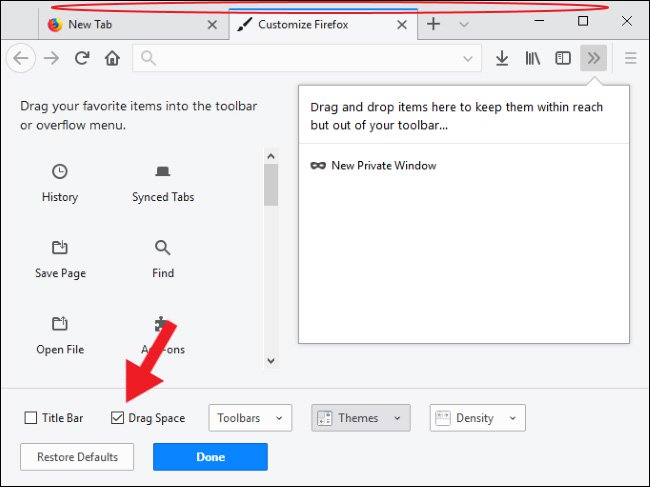 New Tab
Customize Firefox
Drag your favorite items into the toolbar
or overflow menu.
History
Synced Tabs
Save Page
Find
Open File
Add-ons
Drag and drop items here to keep them within reach
but out of your toolbar...
New Private Window
Title Bar
Drag Space
Toolbars
Themes
Density
Restore Defaults
Done